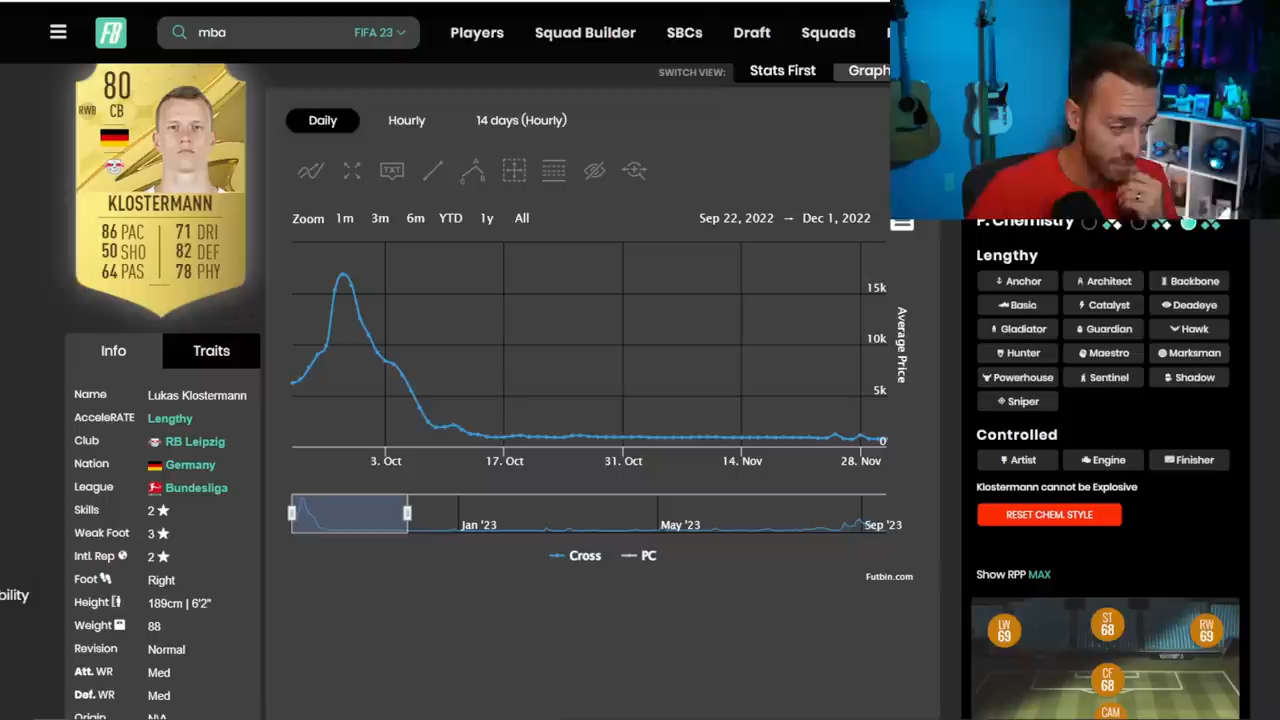 FB
mba
FIFA 23
Players
Squad Builder
SBCs
Draft
Squads
SWITCH VIEW:
Stats First
Graph
80
CB
RWB
KLOSTERMANN
86 PAC
71 DRI
50 SHO
82 DEF
64 PAS
78 PHY
Info
Traits
Name Lukas Klostermann
AcceleRATE Lengthy
Club RB Leipzig
Nation Germany
League Bundesliga
Skills 2
Weak Foot 3
Intl. Rep 2
Foot Right
Height 189cm | 6'2"
Weight 88
Revision Normal
Att. WR Med
Def. WR Med
Origin N\A
bility
Daily
Hourly
14 days (Hourly)
TXT
Zoom 1m 3m 6m YTD 1y All
Sep 22, 2022 → Dec 1, 2022
15k
10k
5k
0
Average Price
3. Oct
17. Oct
31. Oct
14. Nov
28. Nov
Jan '23
May '23
Sep '23
Cross
PC
Futbin.com
P. Chemistry
Lengthy
Anchor
Architect
Backbone
Basic
Catalyst
Deadeye
Gladiator
Guardian
Hawk
Hunter
Maestro
Marksman
Powerhouse
Sentinel
Shadow
Sniper
Controlled
Artist
Engine
Finisher
Klostermann cannot be Explosive
RESET CHEM. STYLE
Show RPP MAX
LW
69
ST
68
RW
69
CF
68
CAM